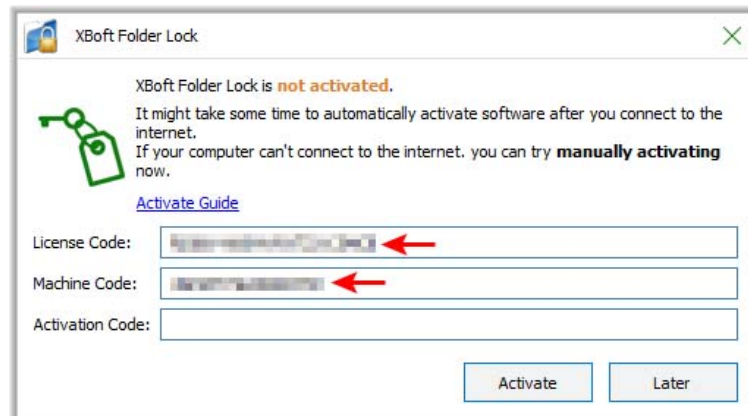 XBoft Folder Lock
XBoft Folder Lock is not activated.
It might take some time to automatically activate software after you connect to the
internet.
If your computer can't connect to the internet. you can try manually activating
now.
Activate Guide
License Code:
Machine Code:
Activation Code:
Activate Later